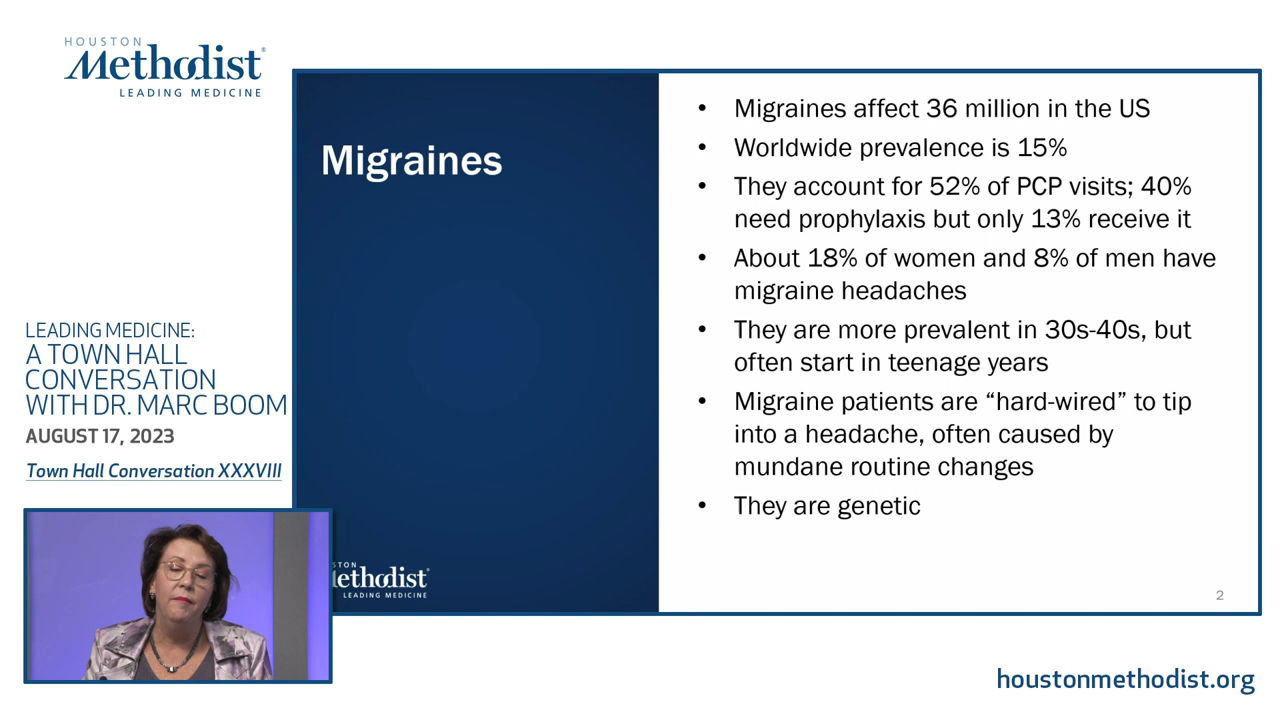 HOUSTON
Methodist®
LEADING MEDICINE
LEADING MEDICINE:
A TOWN HALL
CONVERSATION
WITH DR. MARC BOOM
AUGUST 17, 2023
Town Hall Conversation XXXVIII
Migraines
• Migraines affect 36 million in the US
• Worldwide prevalence is 15%
• They account for 52% of PCP visits; 40%
need prophylaxis but only 13% receive it
• About 18% of women and 8% of men have
migraine headaches
• They are more prevalent in 30s-40s, but
often start in teenage years
• Migraine patients are “hard-wired” to tip
into a headache, often caused by
mundane routine changes
• They are genetic
STON
ethodist
LEADING MEDICINE
2
houstonmethodist.org